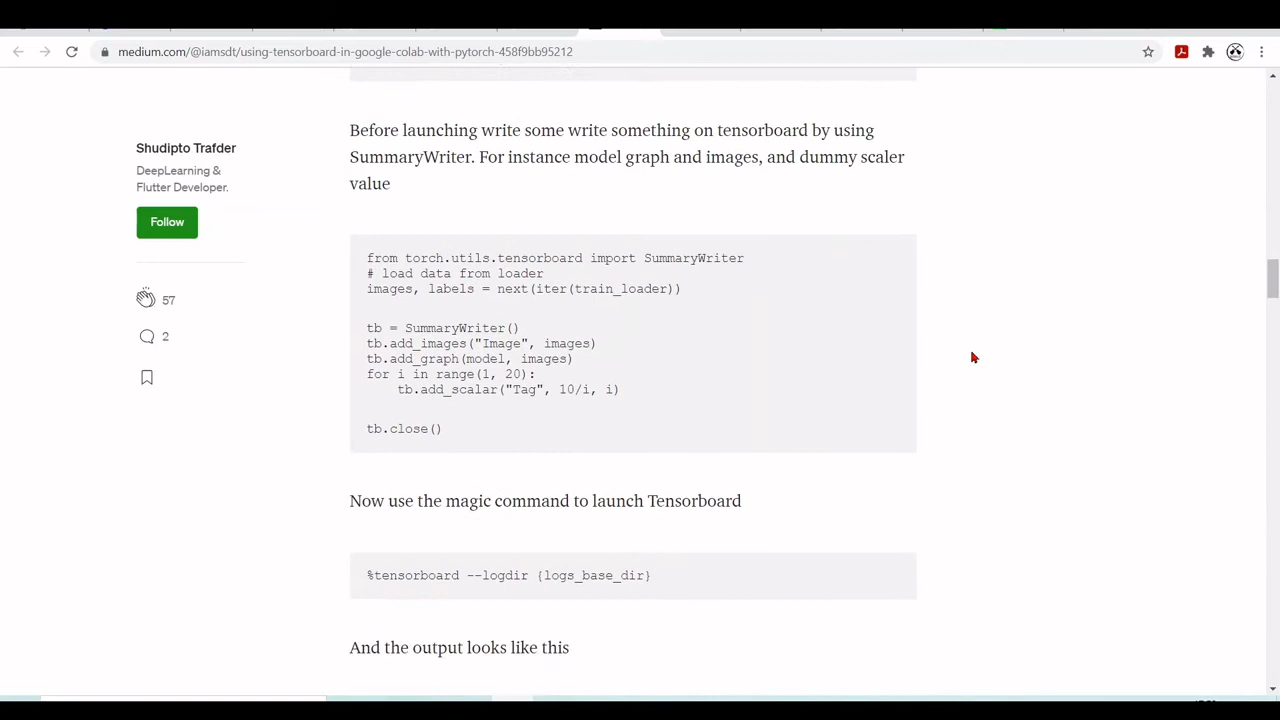 medium.com/@iamsdt/using-tensorboard-in-google-colab-with-pytorch-458f9bb95212
Shudipto Trafder
DeepLearning &
Flutter Developer.
Follow
57
2
Before launching write some write something on tensorboard by using
SummaryWriter. For instance model graph and images, and dummy scaler
value
from torch.utils.tensorboard import SummaryWriter
# load data from loader
images, labels = next(iter(train_loader))
tb = SummaryWriter()
tb.add_images("Image", images)
tb.add_graph(model, images)
for i in range(1, 20):
    tb.add_scalar("Tag", 10/i, i)
tb.close()
Now use the magic command to launch Tensorboard
%tensorboard --logdir {logs_base_dir}
And the output looks like this